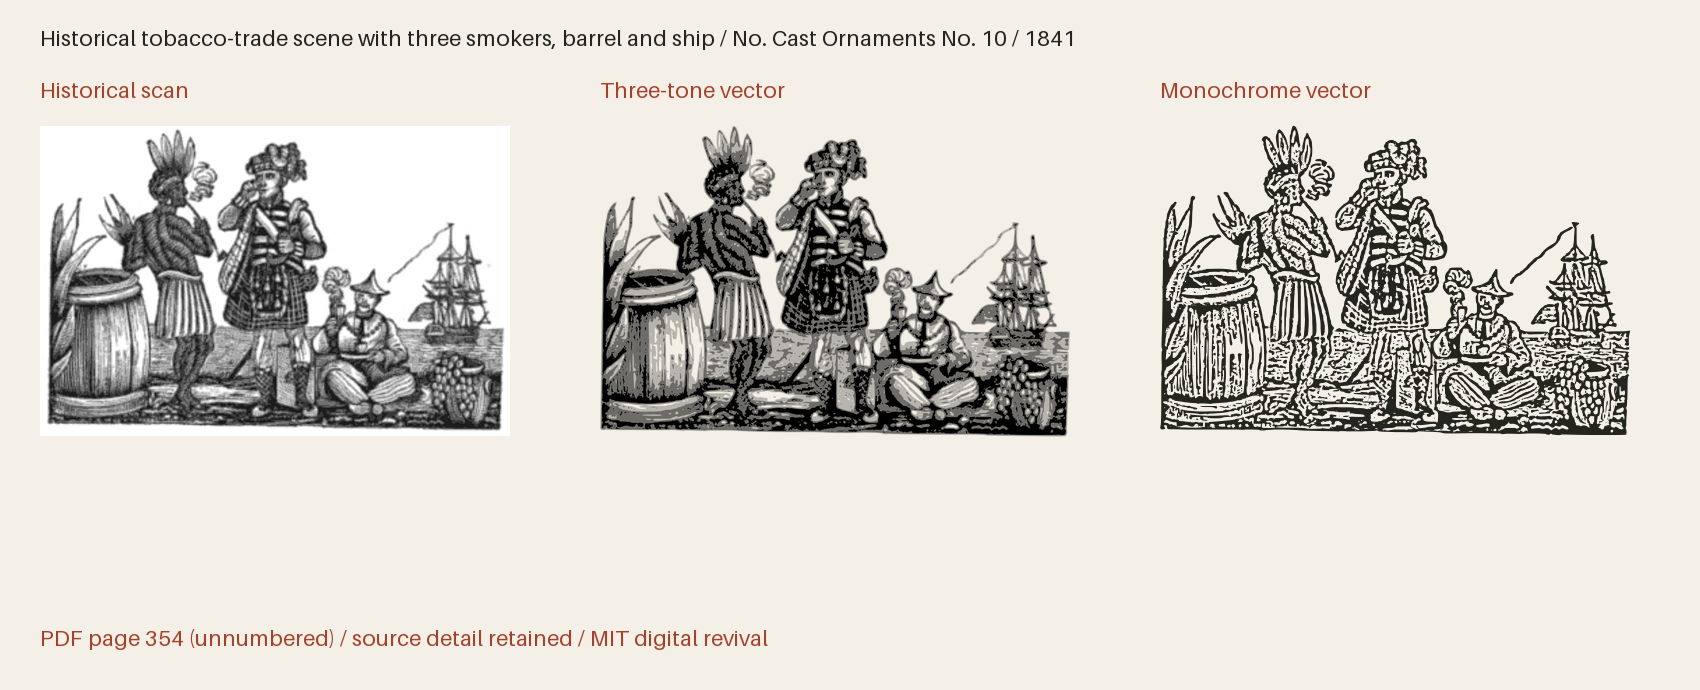 Historical tobacco-trade scene with three smokers, barrel and ship / No. Cast Ornaments No. 10 / 1841
Historical scan
Three-tone vector
Monochrome vector
PDF page 354 (unnumbered) / source detail retained / MIT digital revival